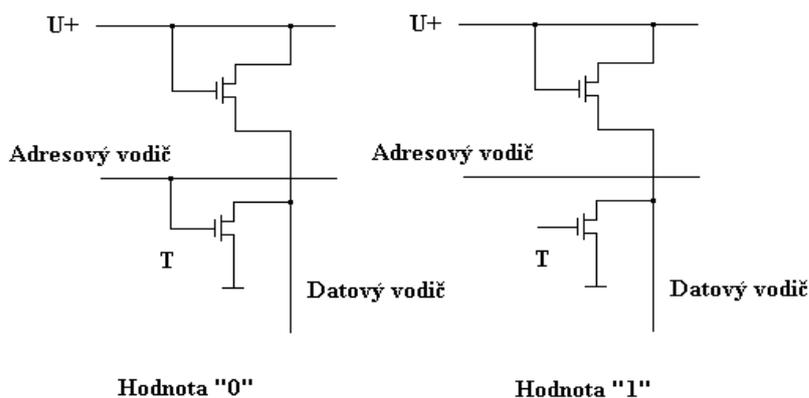 U+
Adresový vodič
T
Datový vodič
Hodnota "0"
U+
Adresový vodič
T
Datový vodič
Hodnota "1"